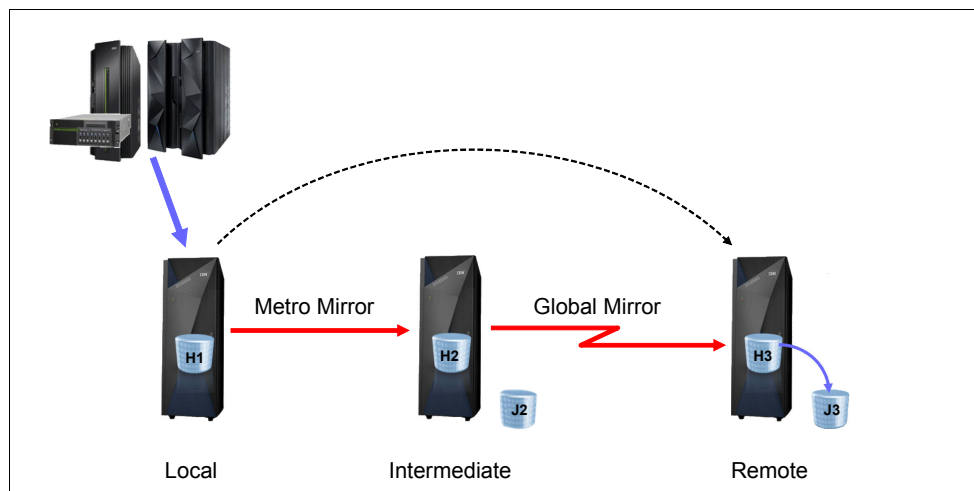 Metro Mirror
Global Mirror
H1
H2
H3
J2
J3
Local
Intermediate
Remote